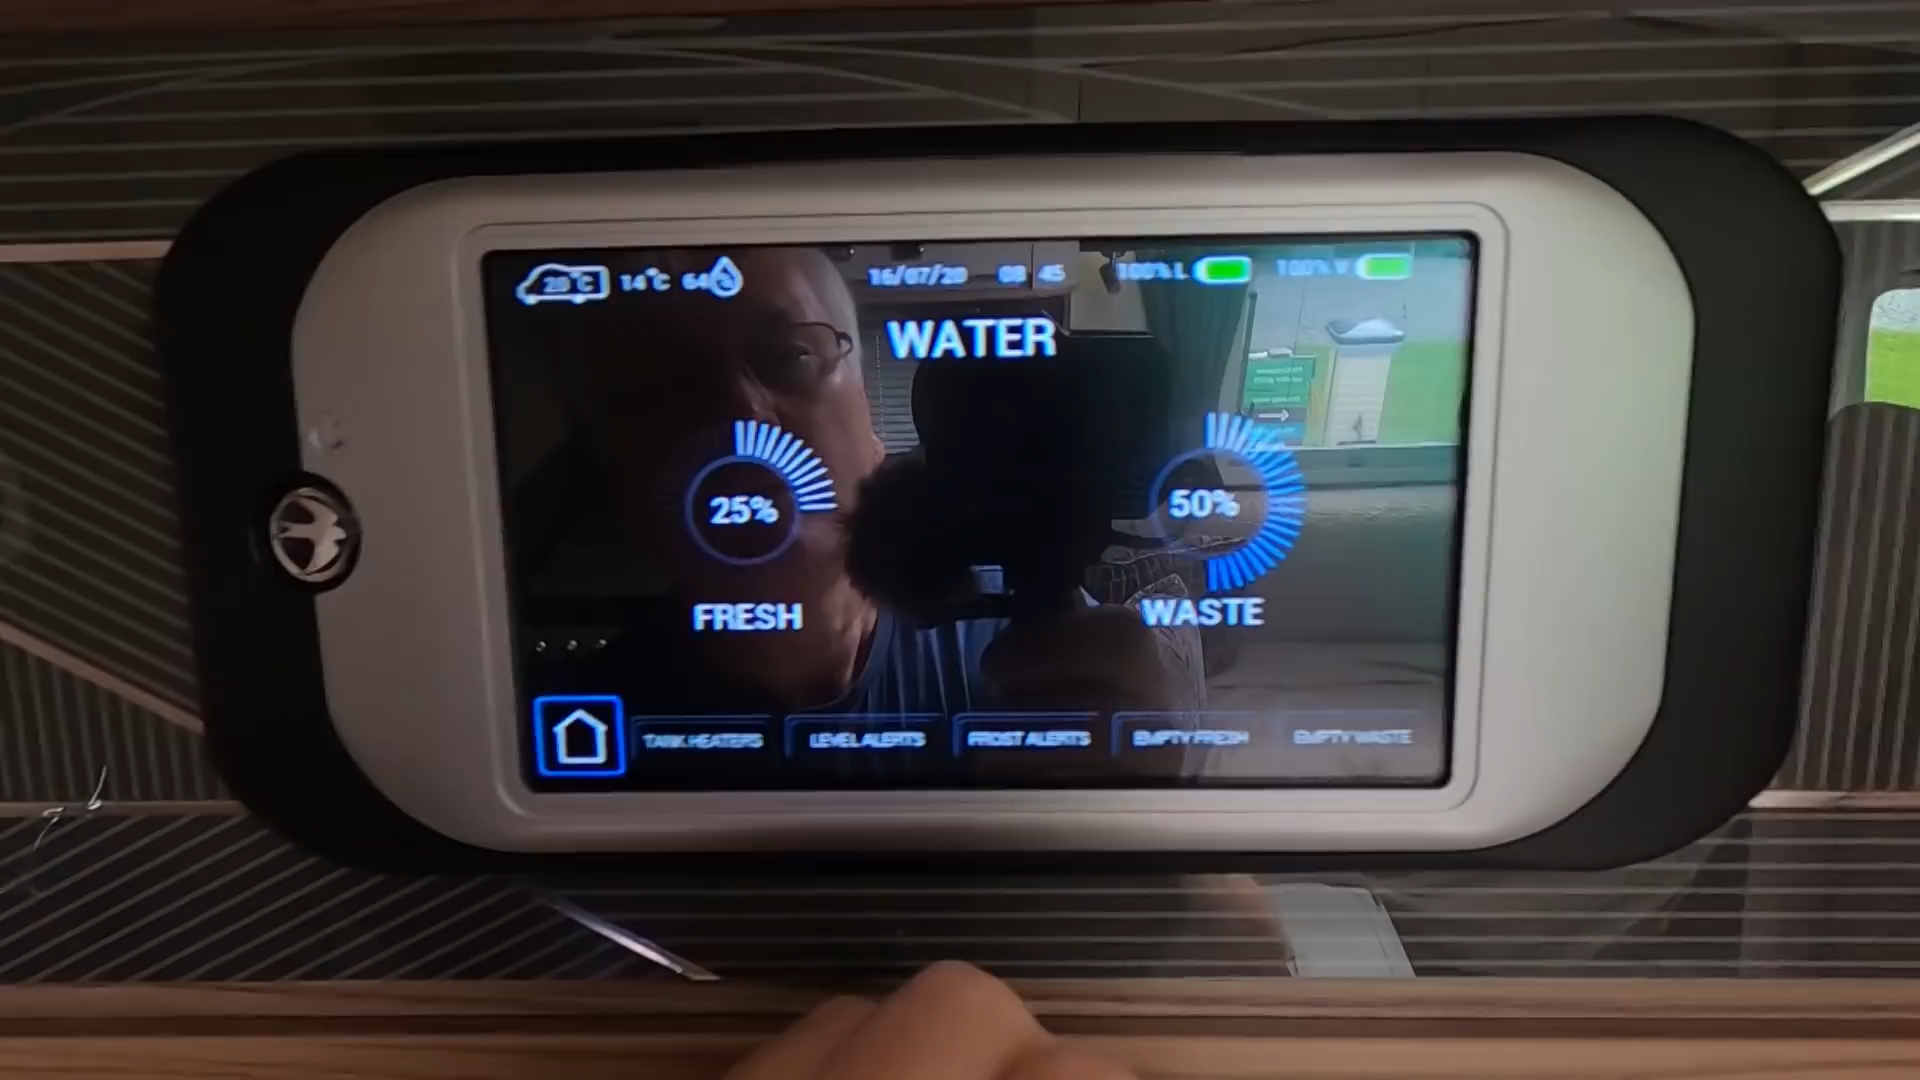 20°C 14°C 64% 16/07/20 08 45 100% L 100% V
WATER
25% 50%
FRESH WASTE
TANK HEATERS LEVEL ALERTS FROST ALERTS EMPTY FRESH EMPTY WASTE